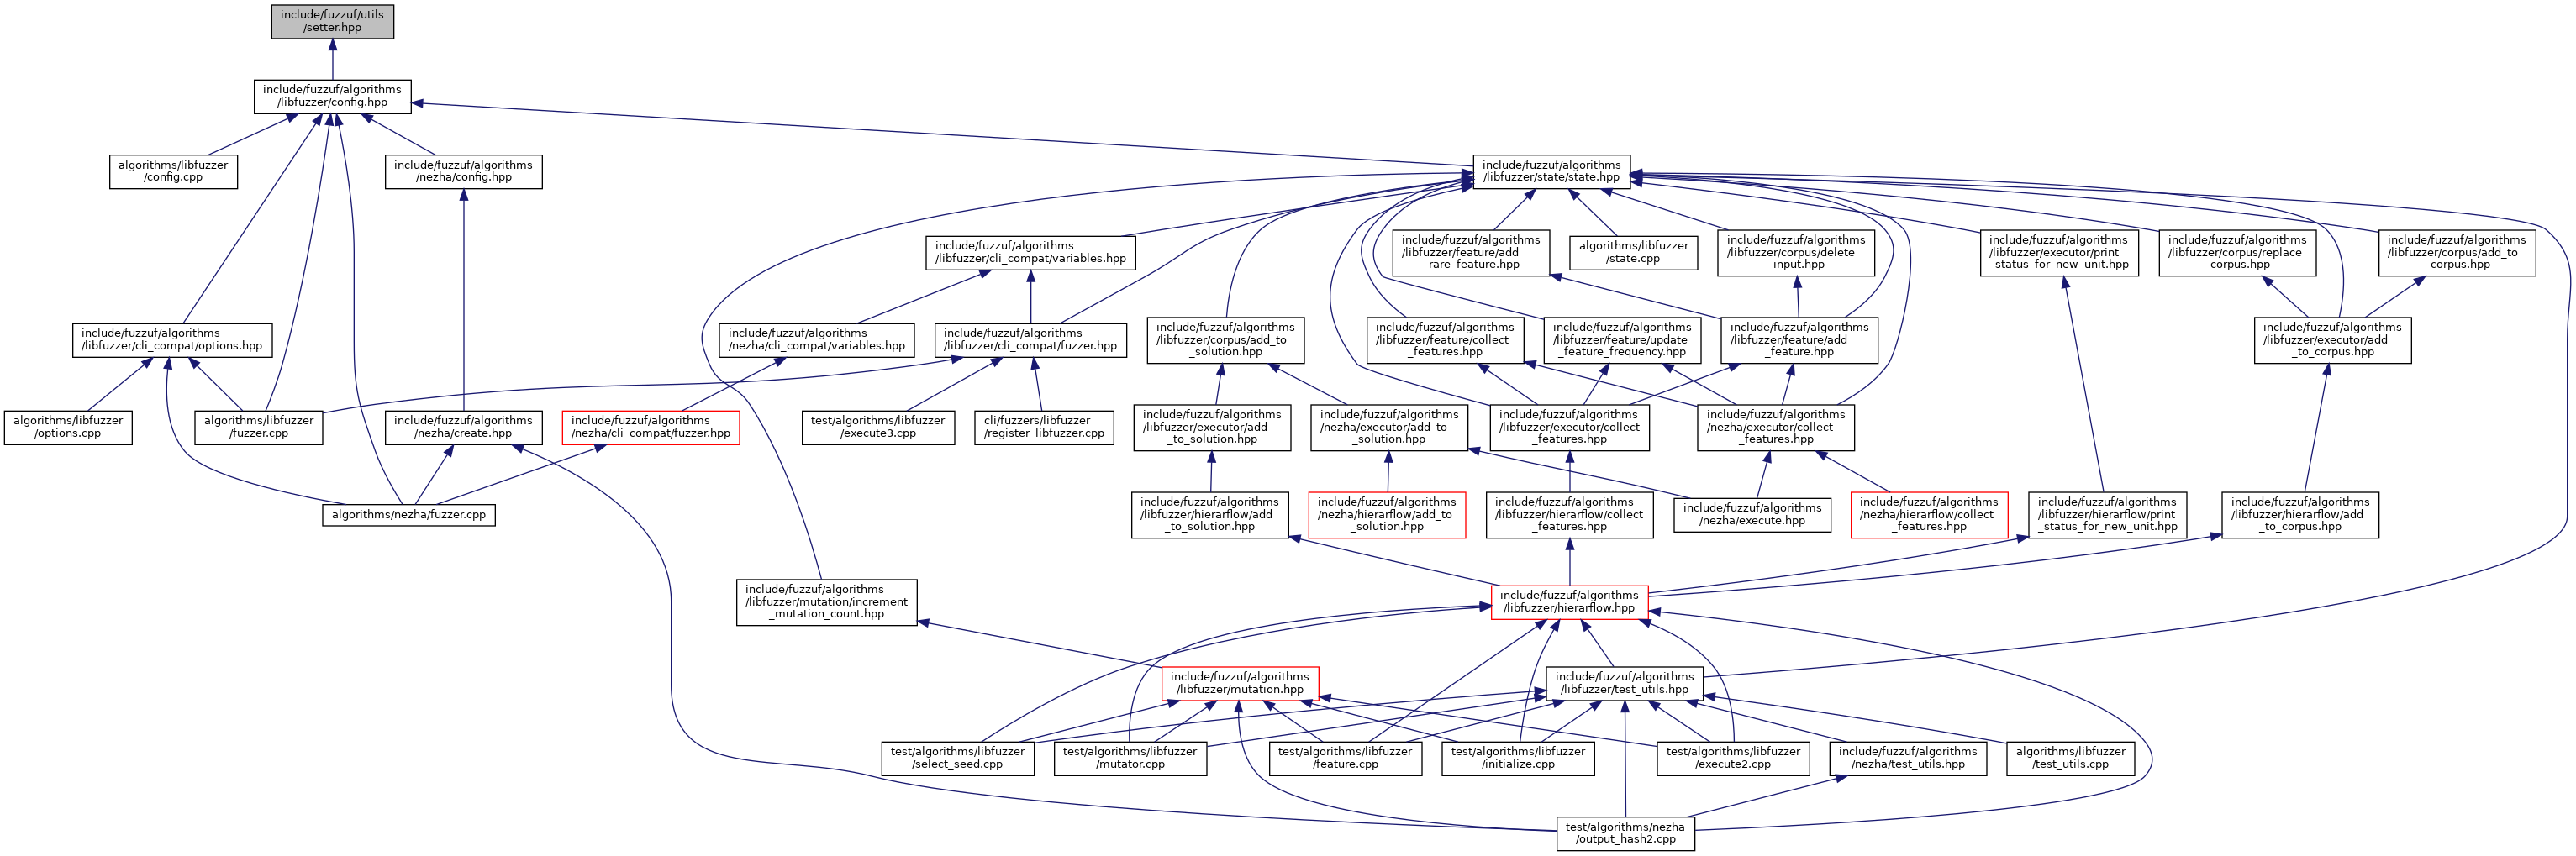 include/fuzzuf/utils
/setter.hpp
include/fuzzuf/algorithms
/libfuzzer/config.hpp
algorithms/libfuzzer
/config.cpp
include/fuzzuf/algorithms
/nezha/config.hpp
include/fuzzuf/algorithms
/libfuzzer/state/state.hpp
include/fuzzuf/algorithms
/libfuzzer/cli_compat/variables.hpp
include/fuzzuf/algorithms
/libfuzzer/feature/add
_rare_feature.hpp
algorithms/libfuzzer
/state.cpp
include/fuzzuf/algorithms
/libfuzzer/corpus/delete
_input.hpp
include/fuzzuf/algorithms
/libfuzzer/executor/print
_status_for_new_unit.hpp
include/fuzzuf/algorithms
/libfuzzer/corpus/replace
_corpus.hpp
include/fuzzuf/algorithms
/libfuzzer/corpus/add_to
_corpus.hpp
include/fuzzuf/algorithms
/libfuzzer/cli_compat/options.hpp
include/fuzzuf/algorithms
/nezha/cli_compat/variables.hpp
include/fuzzuf/algorithms
/libfuzzer/cli_compat/fuzzer.hpp
include/fuzzuf/algorithms
/libfuzzer/corpus/add_to
_solution.hpp
include/fuzzuf/algorithms
/libfuzzer/feature/collect
_features.hpp
include/fuzzuf/algorithms
/libfuzzer/feature/update
_feature_frequency.hpp
include/fuzzuf/algorithms
/libfuzzer/feature/add
_feature.hpp
include/fuzzuf/algorithms
/libfuzzer/executor/add
_to_corpus.hpp
algorithms/libfuzzer
/options.cpp
algorithms/libfuzzer
/fuzzer.cpp
include/fuzzuf/algorithms
/nezha/create.hpp
include/fuzzuf/algorithms
/nezha/cli_compat/fuzzer.hpp
test/algorithms/libfuzzer
/execute3.cpp
cli/fuzzers/libfuzzer
/register_libfuzzer.cpp
include/fuzzuf/algorithms
/libfuzzer/executor/add
_to_solution.hpp
include/fuzzuf/algorithms
/nezha/executor/add_to
_solution.hpp
include/fuzzuf/algorithms
/libfuzzer/executor/collect
_features.hpp
include/fuzzuf/algorithms
/nezha/executor/collect
_features.hpp
algorithms/nezha/fuzzer.cpp
include/fuzzuf/algorithms
/libfuzzer/hierarflow/add
_to_solution.hpp
include/fuzzuf/algorithms
/nezha/hierarflow/add_to
_solution.hpp
include/fuzzuf/algorithms
/libfuzzer/hierarflow/collect
_features.hpp
include/fuzzuf/algorithms
/nezha/execute.hpp
include/fuzzuf/algorithms
/nezha/hierarflow/collect
_features.hpp
include/fuzzuf/algorithms
/libfuzzer/hierarflow/print
_status_for_new_unit.hpp
include/fuzzuf/algorithms
/libfuzzer/hierarflow/add
_to_corpus.hpp
include/fuzzuf/algorithms
/libfuzzer/mutation/increment
_mutation_count.hpp
include/fuzzuf/algorithms
/libfuzzer/hierarflow.hpp
include/fuzzuf/algorithms
/libfuzzer/mutation.hpp
include/fuzzuf/algorithms
/libfuzzer/test_utils.hpp
test/algorithms/libfuzzer
/select_seed.cpp
test/algorithms/libfuzzer
/mutator.cpp
test/algorithms/libfuzzer
/feature.cpp
test/algorithms/libfuzzer
/initialize.cpp
test/algorithms/libfuzzer
/execute2.cpp
include/fuzzuf/algorithms
/nezha/test_utils.hpp
algorithms/libfuzzer
/test_utils.cpp
test/algorithms/nezha
/output_hash2.cpp